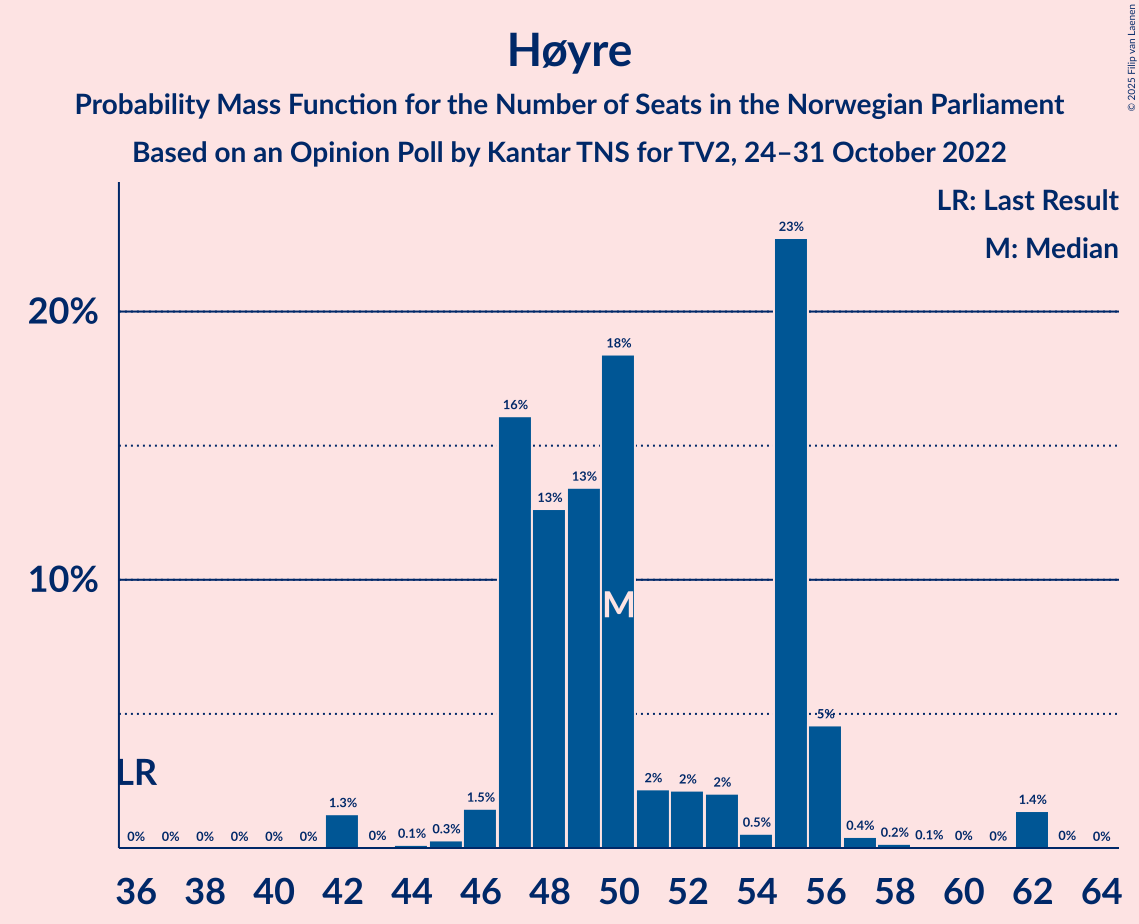 © 2025 Filip van Laenen
Høyre
Probability Mass Function for the Number of Seats in the Norwegian Parliament
Based on an Opinion Poll by Kantar TNS for TV2, 24–31 October 2022
LR: Last Result
M: Median
20%
10%
LR
M
0% 0% 0% 0% 0% 0% 1.3% 0% 0.1% 0.3% 1.5% 16% 13% 13% 18% 2% 2% 2% 0.5% 23% 5% 0.4% 0.2% 0.1% 0% 0% 1.4% 0% 0%
36 38 40 42 44 46 48 50 52 54 56 58 60 62 64